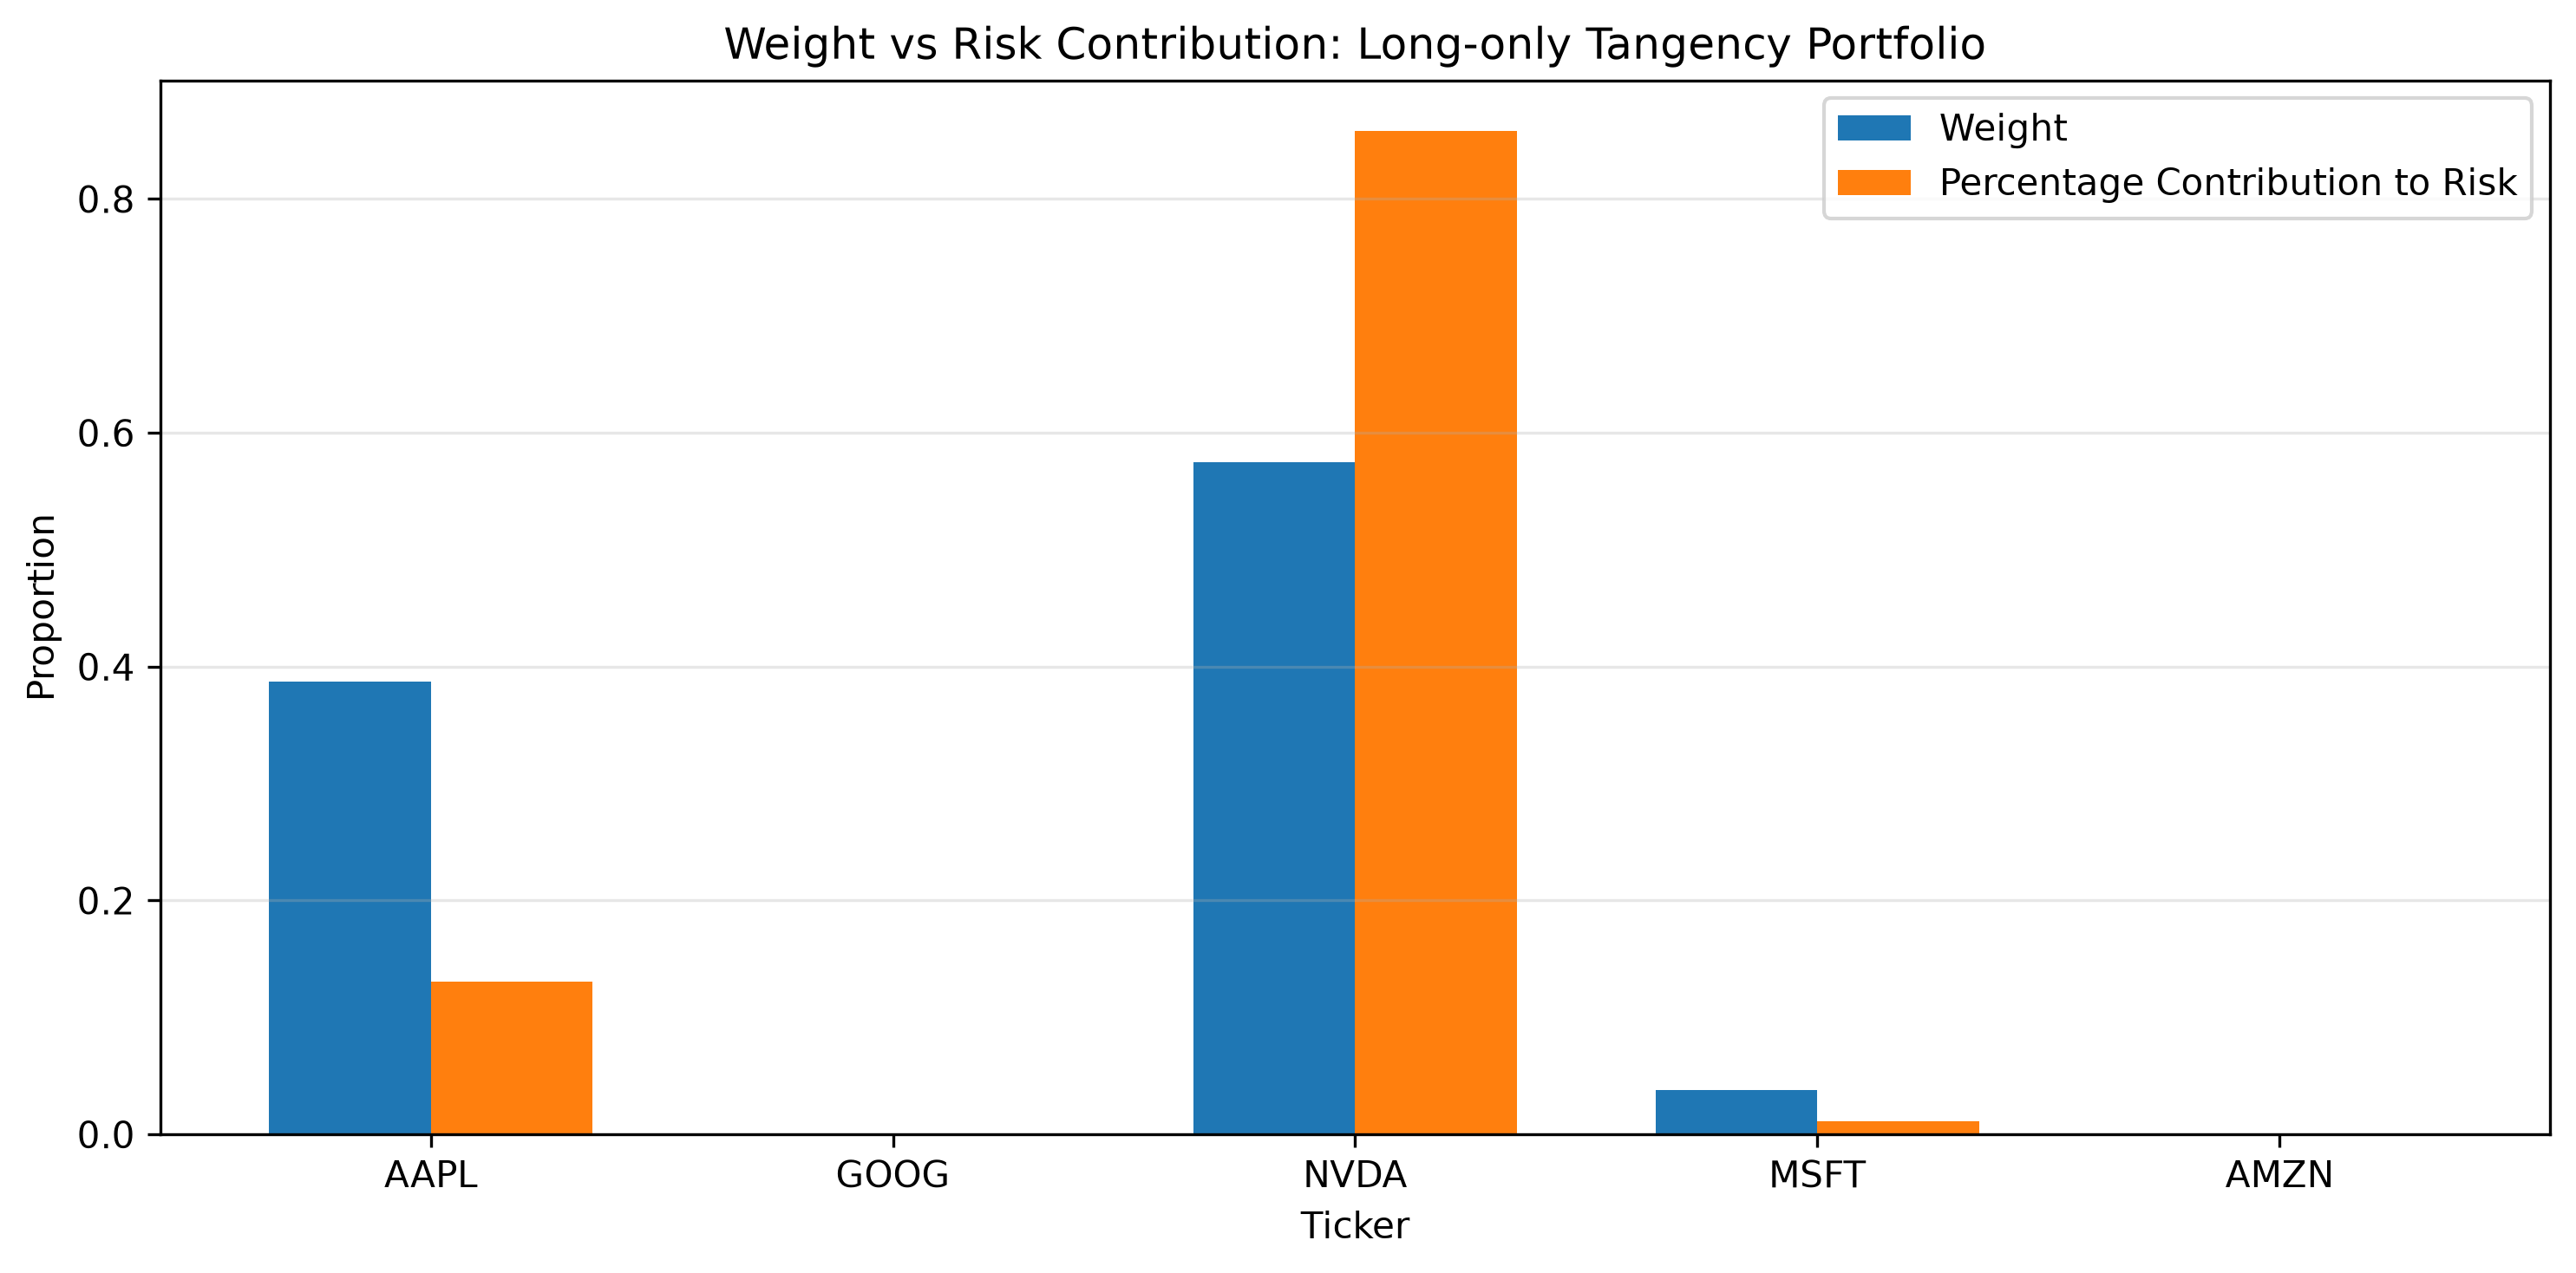 Weight vs Risk Contribution: Long-only Tangency Portfolio
Weight
Percentage Contribution to Risk
Proportion
0.8
0.6
0.4
0.2
0.0
AAPL GOOG NVDA MSFT AMZN
Ticker